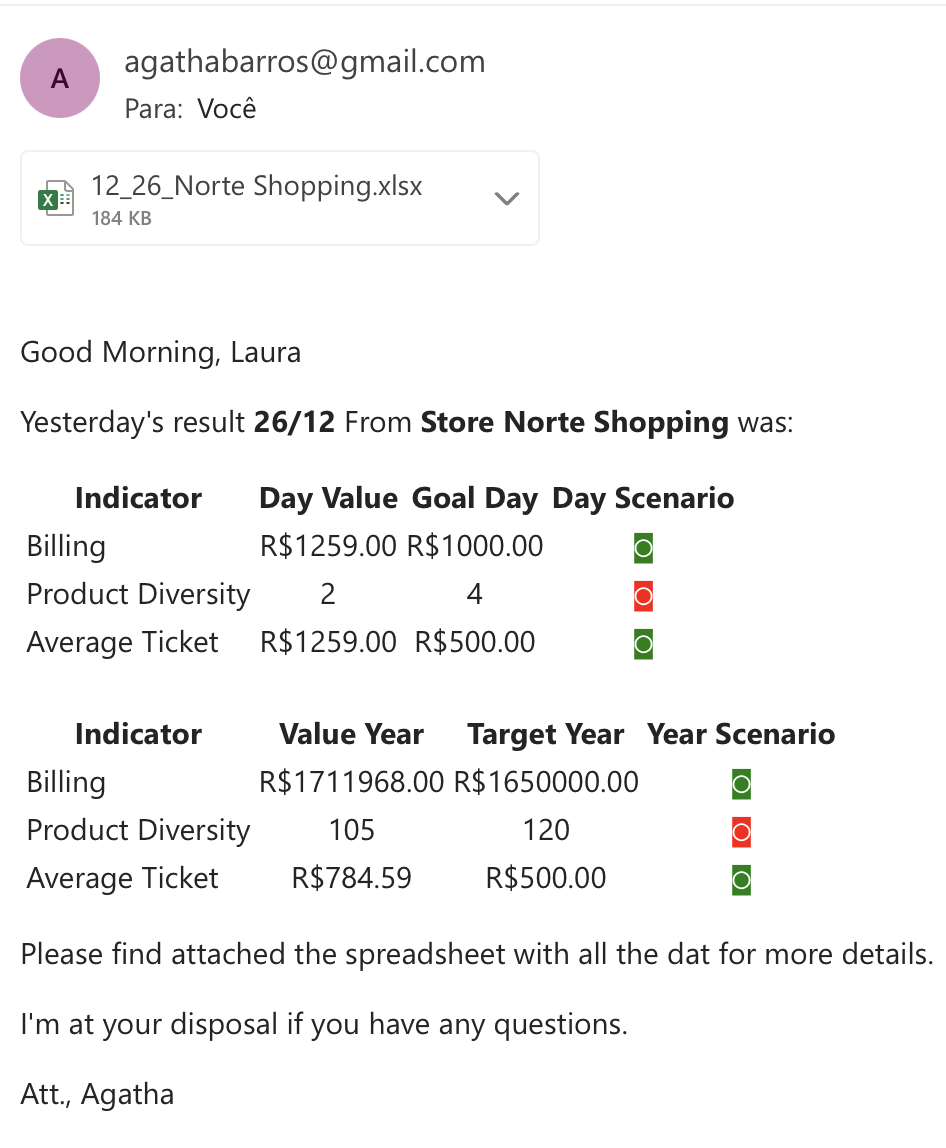 A
agathabarros@gmail.com
Para: Você
12_26_Norte Shopping.xlsx
184 KB
Good Morning, Laura
Yesterday's result 26/12 From Store Norte Shopping was:
Indicator Day Value Goal Day Day Scenario
Billing R$1259.00 R$1000.00
Product Diversity 2 4
Average Ticket R$1259.00 R$500.00
Indicator Value Year Target Year Year Scenario
Billing R$1711968.00 R$1650000.00
Product Diversity 105 120
Average Ticket R$784.59 R$500.00
Please find attached the spreadsheet with all the dat for more details.
I'm at your disposal if you have any questions.
Att., Agatha